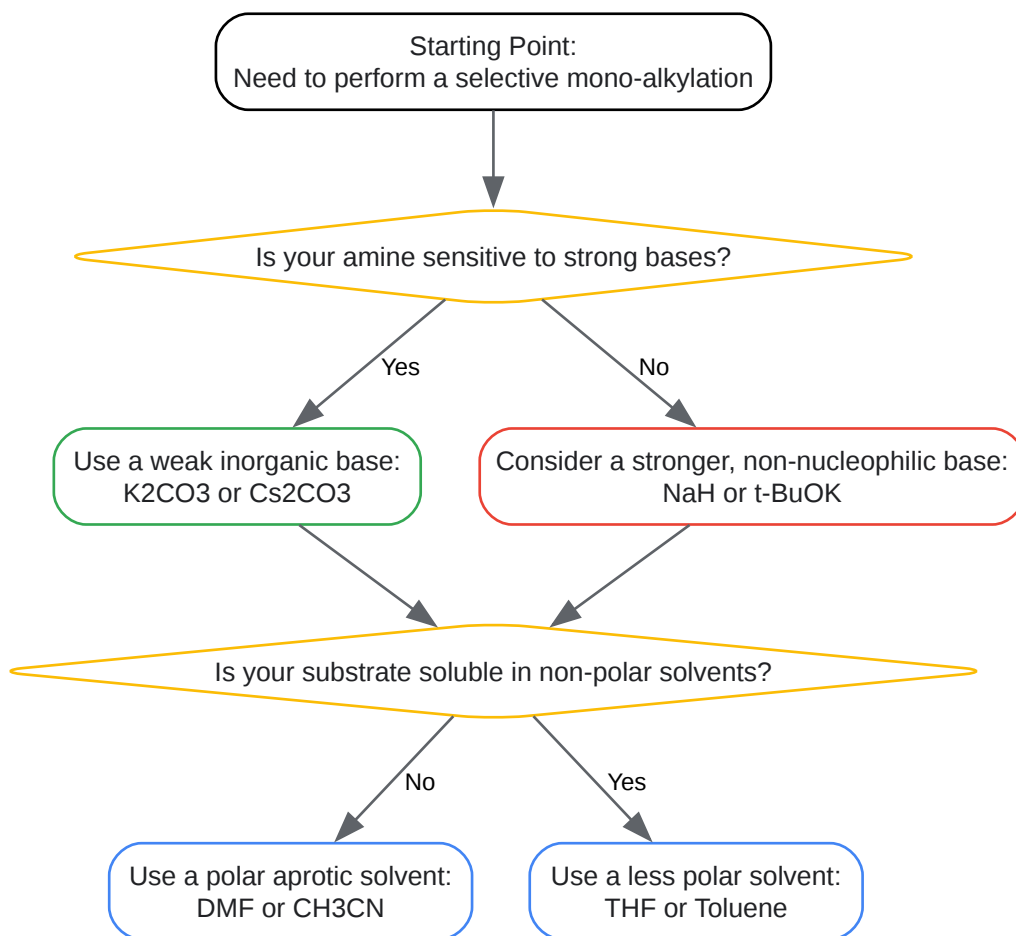 Starting Point:
Need to perform a selective mono-alkylation
Is your amine sensitive to strong bases?
Yes
No
Use a weak inorganic base:
K2CO3 or Cs2CO3
Consider a stronger, non-nucleophilic base:
NaH or t-BuOK
Is your substrate soluble in non-polar solvents?
No
Yes
Use a polar aprotic solvent:
DMF or CH3CN
Use a less polar solvent:
THF or Toluene